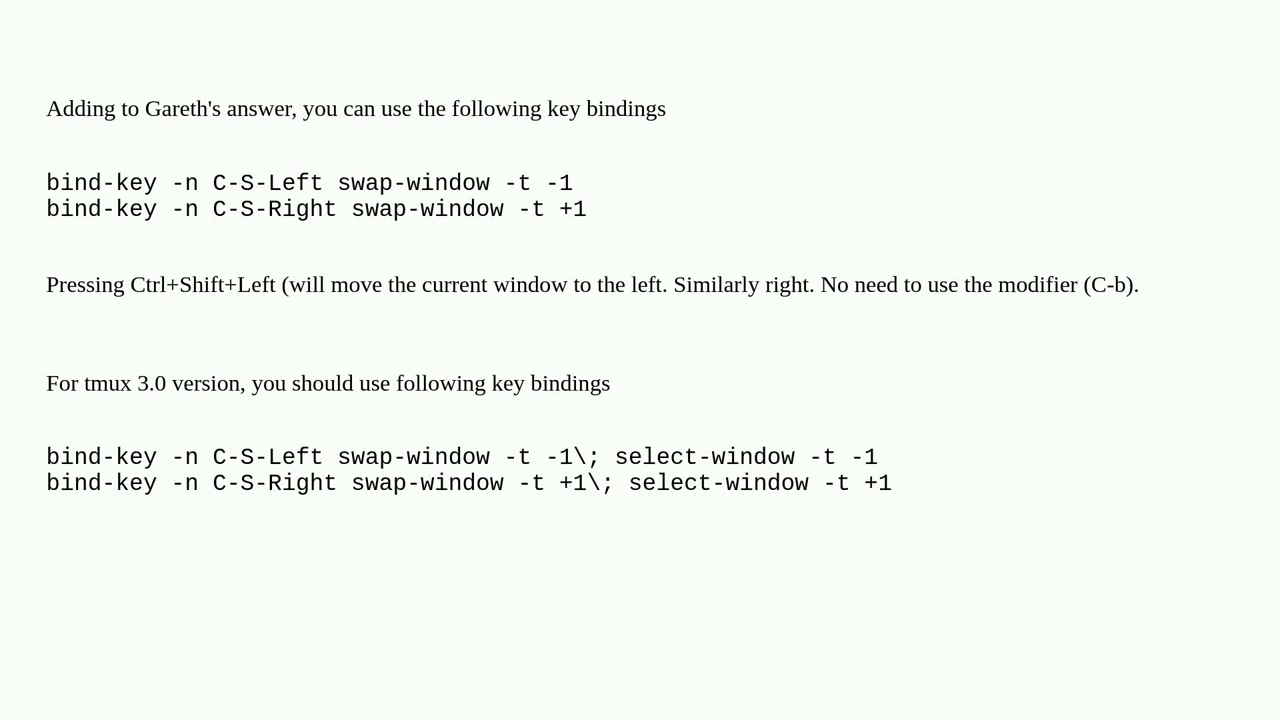 Adding to Gareth's answer, you can use the following key bindings
bind-key -n C-S-Left swap-window -t -1
bind-key -n C-S-Right swap-window -t +1
Pressing Ctrl+Shift+Left (will move the current window to the left. Similarly right. No need to use the modifier (C-b).
For tmux 3.0 version, you should use following key bindings
bind-key -n C-S-Left swap-window -t -1\; select-window -t -1
bind-key -n C-S-Right swap-window -t +1\; select-window -t +1